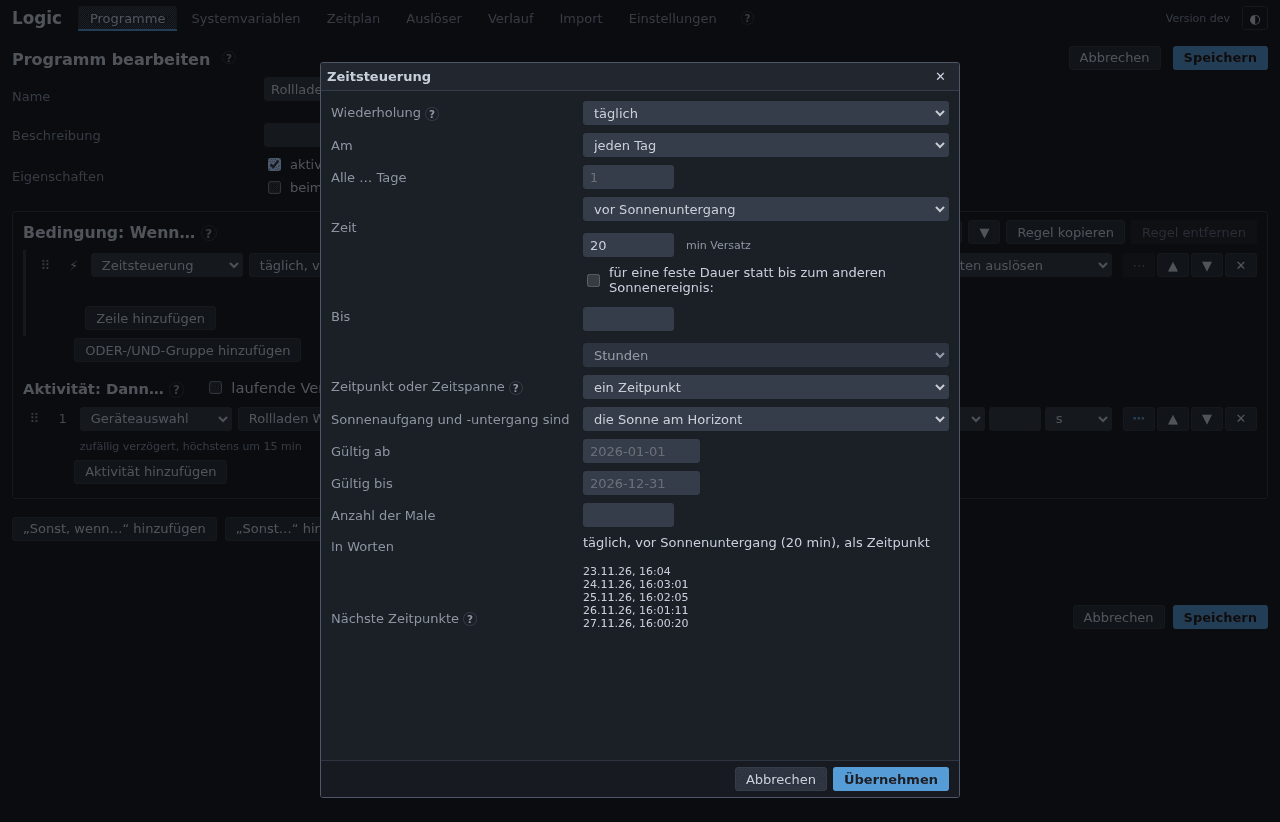 Logic Programme Systemvariablen Zeitplan Auslöser Verlauf Import Einstellungen ? Version dev
Programm bearbeiten ? Abbrechen Speichern
Zeitsteuerung ✕
Name
Beschreibung
Eigenschaften
aktiv
beim
Wiederholung ? täglich
Am jeden Tag
Alle … Tage 1
Zeit vor Sonnenuntergang
20 min Versatz
für eine feste Dauer statt bis zum anderen
Sonnenereignis:
Bis
Stunden
Zeitpunkt oder Zeitspanne ? ein Zeitpunkt
Sonnenaufgang und -untergang sind die Sonne am Horizont
Gültig ab 2026-01-01
Gültig bis 2026-12-31
Anzahl der Male
In Worten täglich, vor Sonnenuntergang (20 min), als Zeitpunkt
Nächste Zeitpunkte ?
23.11.26, 16:04
24.11.26, 16:03:01
25.11.26, 16:02:05
26.11.26, 16:01:11
27.11.26, 16:00:20
Abbrechen Übernehmen
Bedingung: Wenn… ? ▼ Regel kopieren Regel entfernen
Zeitsteuerung ⋯ ▲ ▼ ✕
Zeile hinzufügen
ODER-/UND-Gruppe hinzufügen
Aktivität: Dann… ? laufende
1 Geräteauswahl Rollladen s ⋯ ▲ ▼ ✕
zufällig verzögert, höchstens um 15 min
Aktivität hinzufügen
„Sonst, wenn…“ hinzufügen „Sonst…“
Abbrechen Speichern